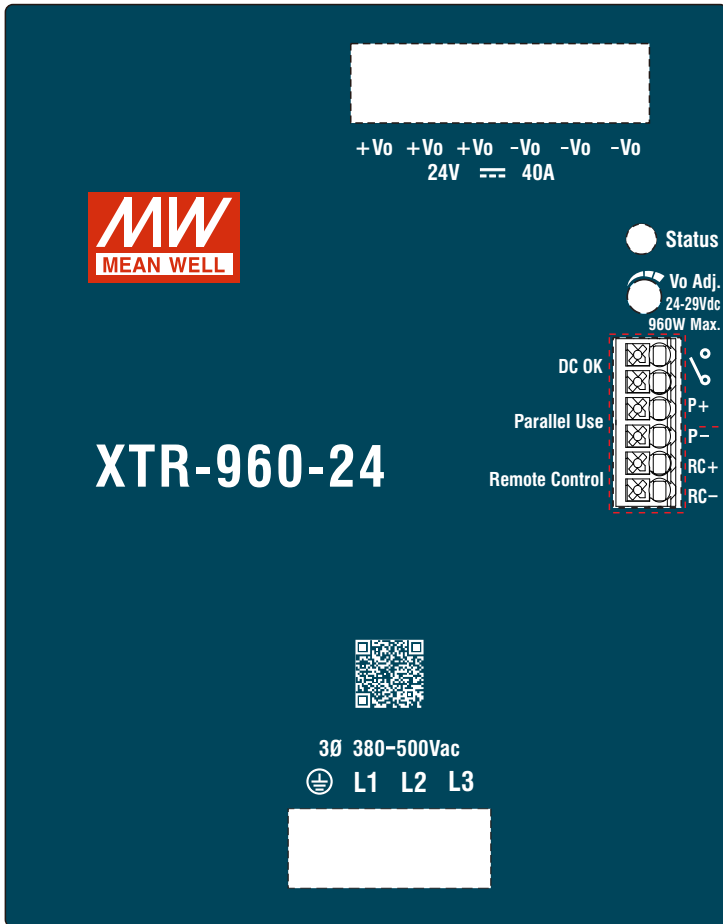 +Vo +Vo +Vo -Vo -Vo -Vo
24V 40A
MW
MEAN WELL
Status
Vo Adj.
24-29Vdc
960W Max.
DC OK
P+
Parallel Use
P-
XTR-960-24
RC+
Remote Control
RC-
3Ø 380-500Vac
L1 L2 L3